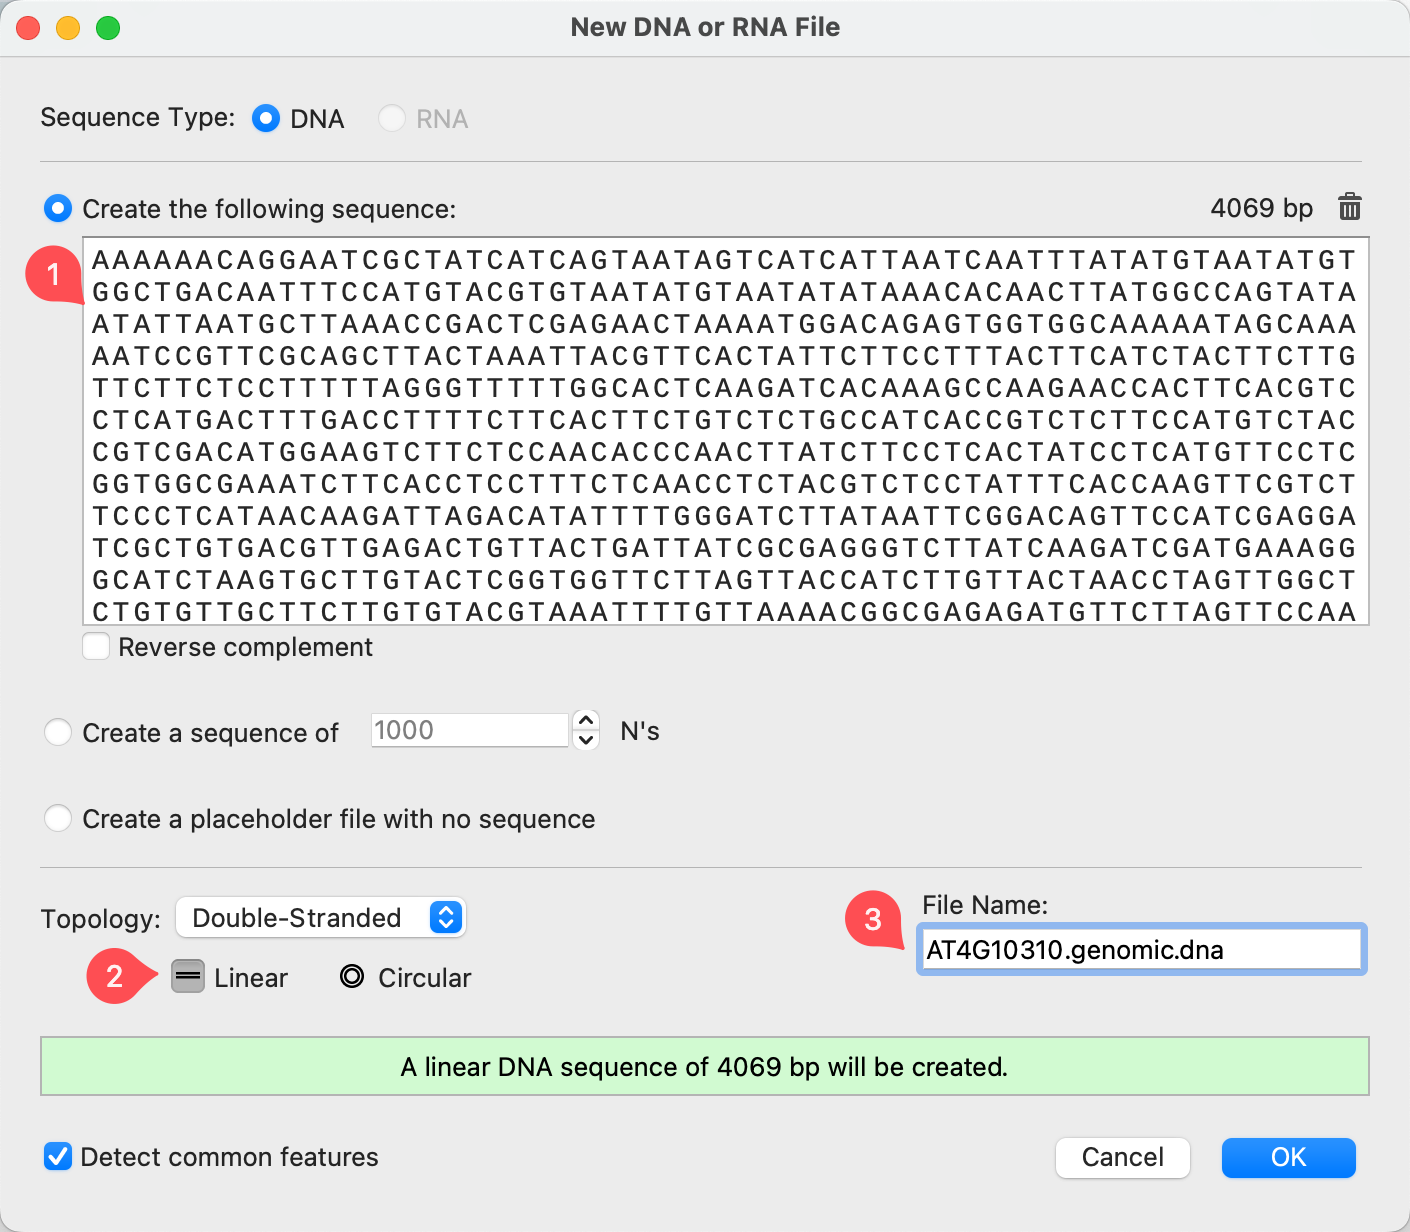 New DNA or RNA File
Sequence Type: DNA RNA
Create the following sequence: 4069 bp
1
AAAAAACAGGAATCGCTATCATCAGTAATAGTCATCATTAATCAATTTATATGTAATATGT
GGCTGACAATTTCCATGTACGTGTAATATGTAATATATAAACACAACTTATGGCCAGTATA
ATATTAATGCTTAAACCGACTCGAGAACTAAAATGGACAGAGTGGTGGCAAAAATAGCAAA
AATCCGTTCGCAGCTTACTAAATTACGTTCACTATTCTTCCTTTACTTCATCTACTTCTTG
TTCTTCTCCTTTTTAGGGTTTTTGGCACTCAAGATCACAAAGCCAAGAACCACTTCACGTC
CTCATGACTTTGACCTTTTCTTCACTTCTGTCTCTGCCATCACCGTCTCTTCCATGTCTAC
CGTCGACATGGAAGTCTTCTCCAACACCCAACTTATCTTCCTCACTATCCTCATGTTCCTC
GGTGGCGAAATCTTCACCTCCTTTCTCAACCTCTACGTCTCCTATTTCACCAAGTTCGTCT
TCCCTCATAACAAGATTAGACATATTTTGGGATCTTATAATTCGGACAGTTCCATCGAGGA
TCGCTGTGACGTTGAGACTGTTACTGATTATCGCGAGGGTCTTATCAAGATCGATGAAAGG
GCATCTAAGTGCTTGTACTCGGTGGTTCTTAGTTACCATCTTGTTACTAACCTAGTTGGCT
CTGTGTTGCTTCTTGTGTACGTAAATTTTGTTAAAACGGCGAGAGATGTTCTTAGTTCCAA
Reverse complement
Create a sequence of 1000 N's
Create a placeholder file with no sequence
Topology: Double-Stranded
2 Linear Circular
3 File Name:
AT4G10310.genomic.dna
A linear DNA sequence of 4069 bp will be created.
Detect common features Cancel OK